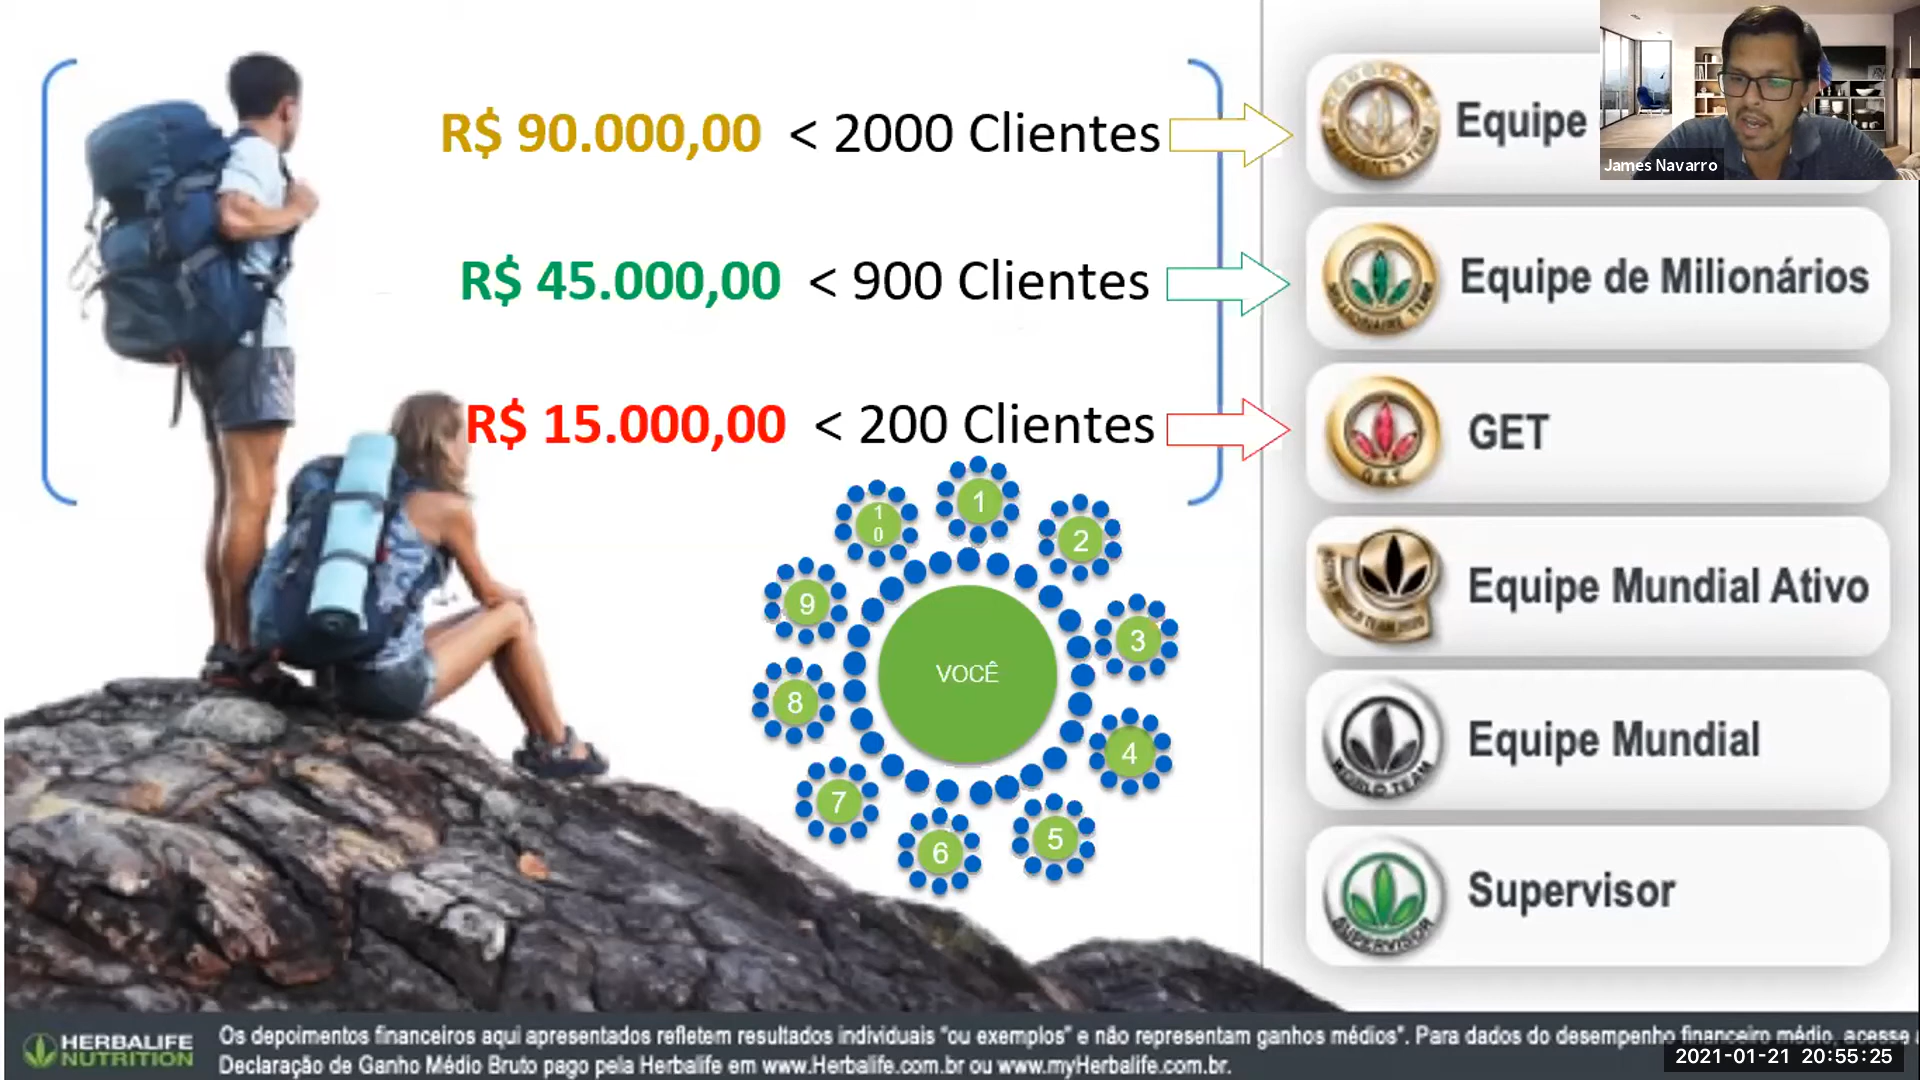 R$ 90.000,00 < 2000 Clientes
Equipe
James Navarro
R$ 45.000,00 < 900 Clientes
Equipe de Milionários
R$ 15.000,00 < 200 Clientes
GET
Equipe Mundial Ativo
Equipe Mundial
WORLD TEAM
Supervisor
SUPERVISOR
1
2
3
4
5
6
7
8
9
10
VOCÊ
HERBALIFE
NUTRITION
Os depoimentos financeiros aqui apresentados refletem resultados individuais "ou exemplos" e não representam ganhos médios". Para dados do desempenho financeiro médio, acesse
Declaração de Ganho Médio Bruto pago pela Herbalife em www.Herbalife.com.br ou www.myHerbalife.com.br.
2021-01-21 20:55:25